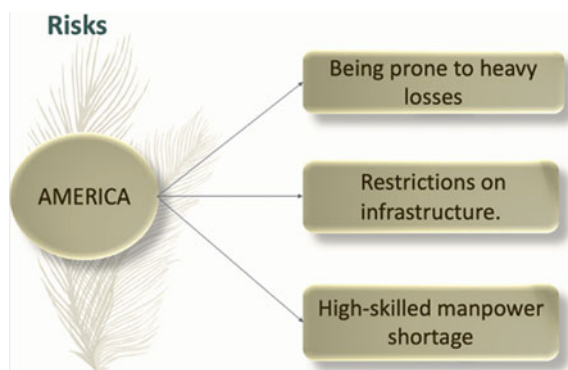 Risks
AMERICA
Being prone to heavy
losses
Restrictions on
infrastructure.
High-skilled manpower
shortage